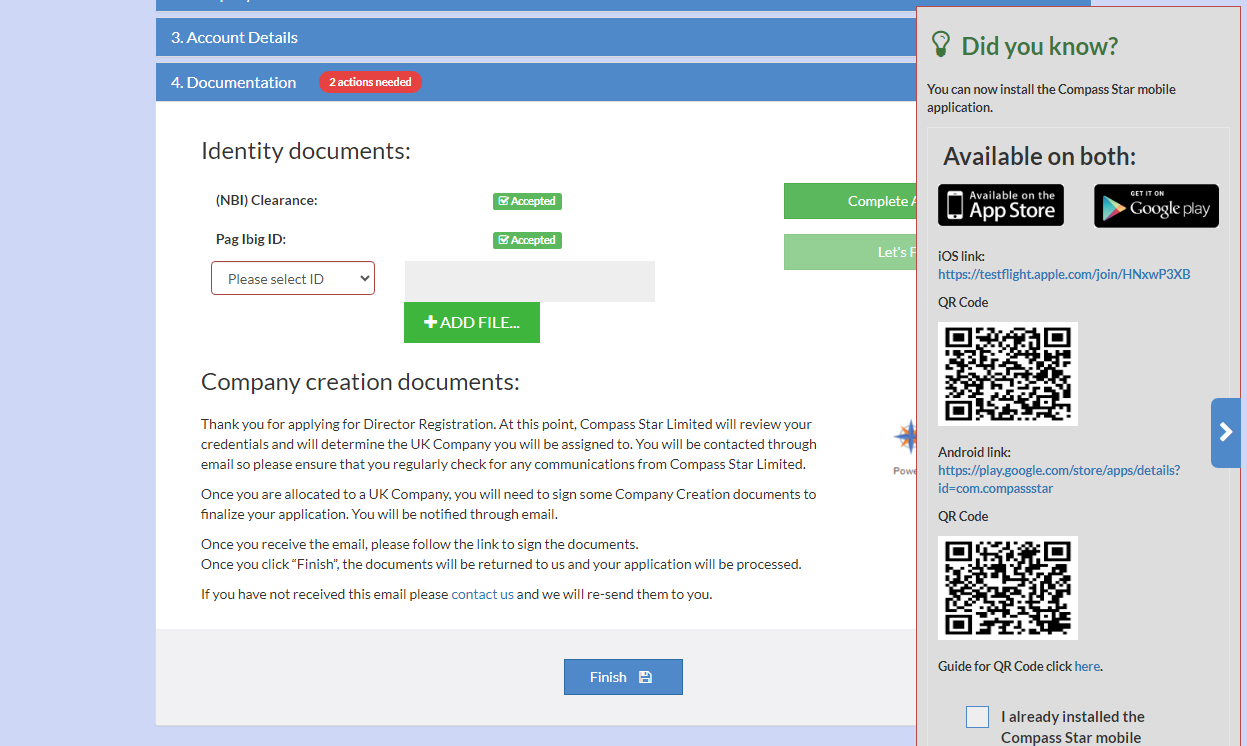 3. Account Details
4. Documentation 2 actions needed
Identity documents:
(NBI) Clearance: Accepted
Pag Ibig ID: Accepted
Please select ID
ADD FILE...
Complete
Let's
Company creation documents:
Thank you for applying for Director Registration. At this point, Compass Star Limited will review your
credentials and will determine the UK Company you will be assigned to. You will be contacted through
email so please ensure that you regularly check for any communications from Compass Star Limited.
Once you are allocated to a UK Company, you will need to sign some Company Creation documents to
finalize your application. You will be notified through email.
Once you receive the email, please follow the link to sign the documents.
Once you click “Finish”, the documents will be returned to us and your application will be processed.
If you have not received this email please contact us and we will re-send them to you.
Finish
Did you know?
You can now install the Compass Star mobile
application.
Available on both:
Available on the
App Store
GET IT ON
Google play
iOS link:
https://testflight.apple.com/join/HNxwP3XB
QR Code
Android link:
https://play.google.com/store/apps/details?
id=com.compassstar
QR Code
Guide for QR Code click here.
I already installed the
Compass Star mobile